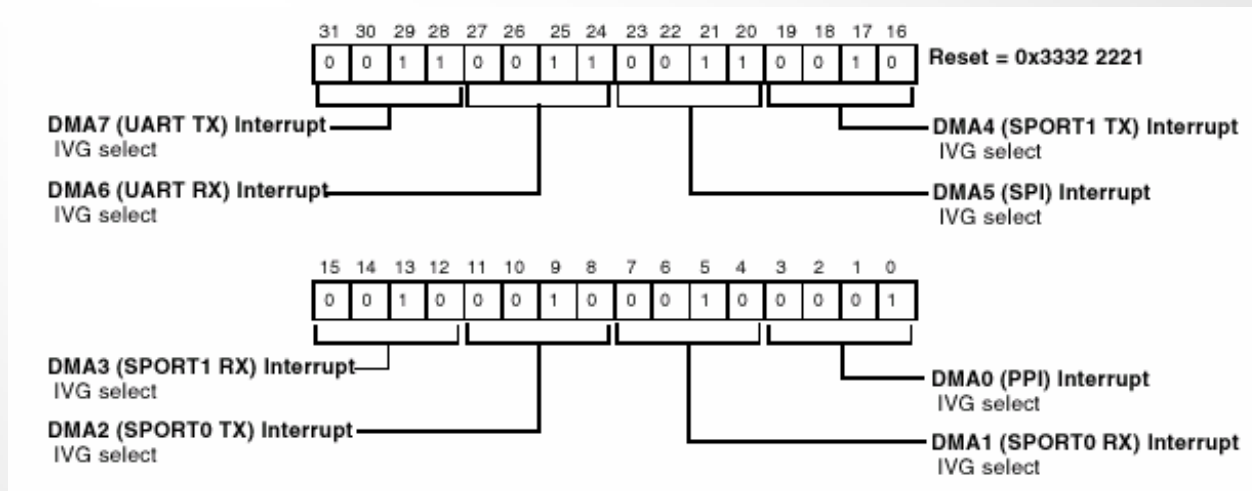 31 30 29 28 27 26 25 24 23 22 21 20 19 18 17 16
0 0 1 1 0 0 1 1 0 0 1 1 0 0 1 0 Reset = 0x3332 2221
DMA7 (UART TX) Interrupt
IVG select
DMA4 (SPORT1 TX) Interrupt
IVG select
DMA6 (UART RX) Interrupt
IVG select
DMA5 (SPI) Interrupt
IVG select
15 14 13 12 11 10 9 8 7 6 5 4 3 2 1 0
0 0 1 0 0 0 1 0 0 0 1 0 0 0 0 1
DMA3 (SPORT1 RX) Interrupt
IVG select
DMA0 (PPI) Interrupt
IVG select
DMA2 (SPORT0 TX) Interrupt
IVG select
DMA1 (SPORT0 RX) Interrupt
IVG select